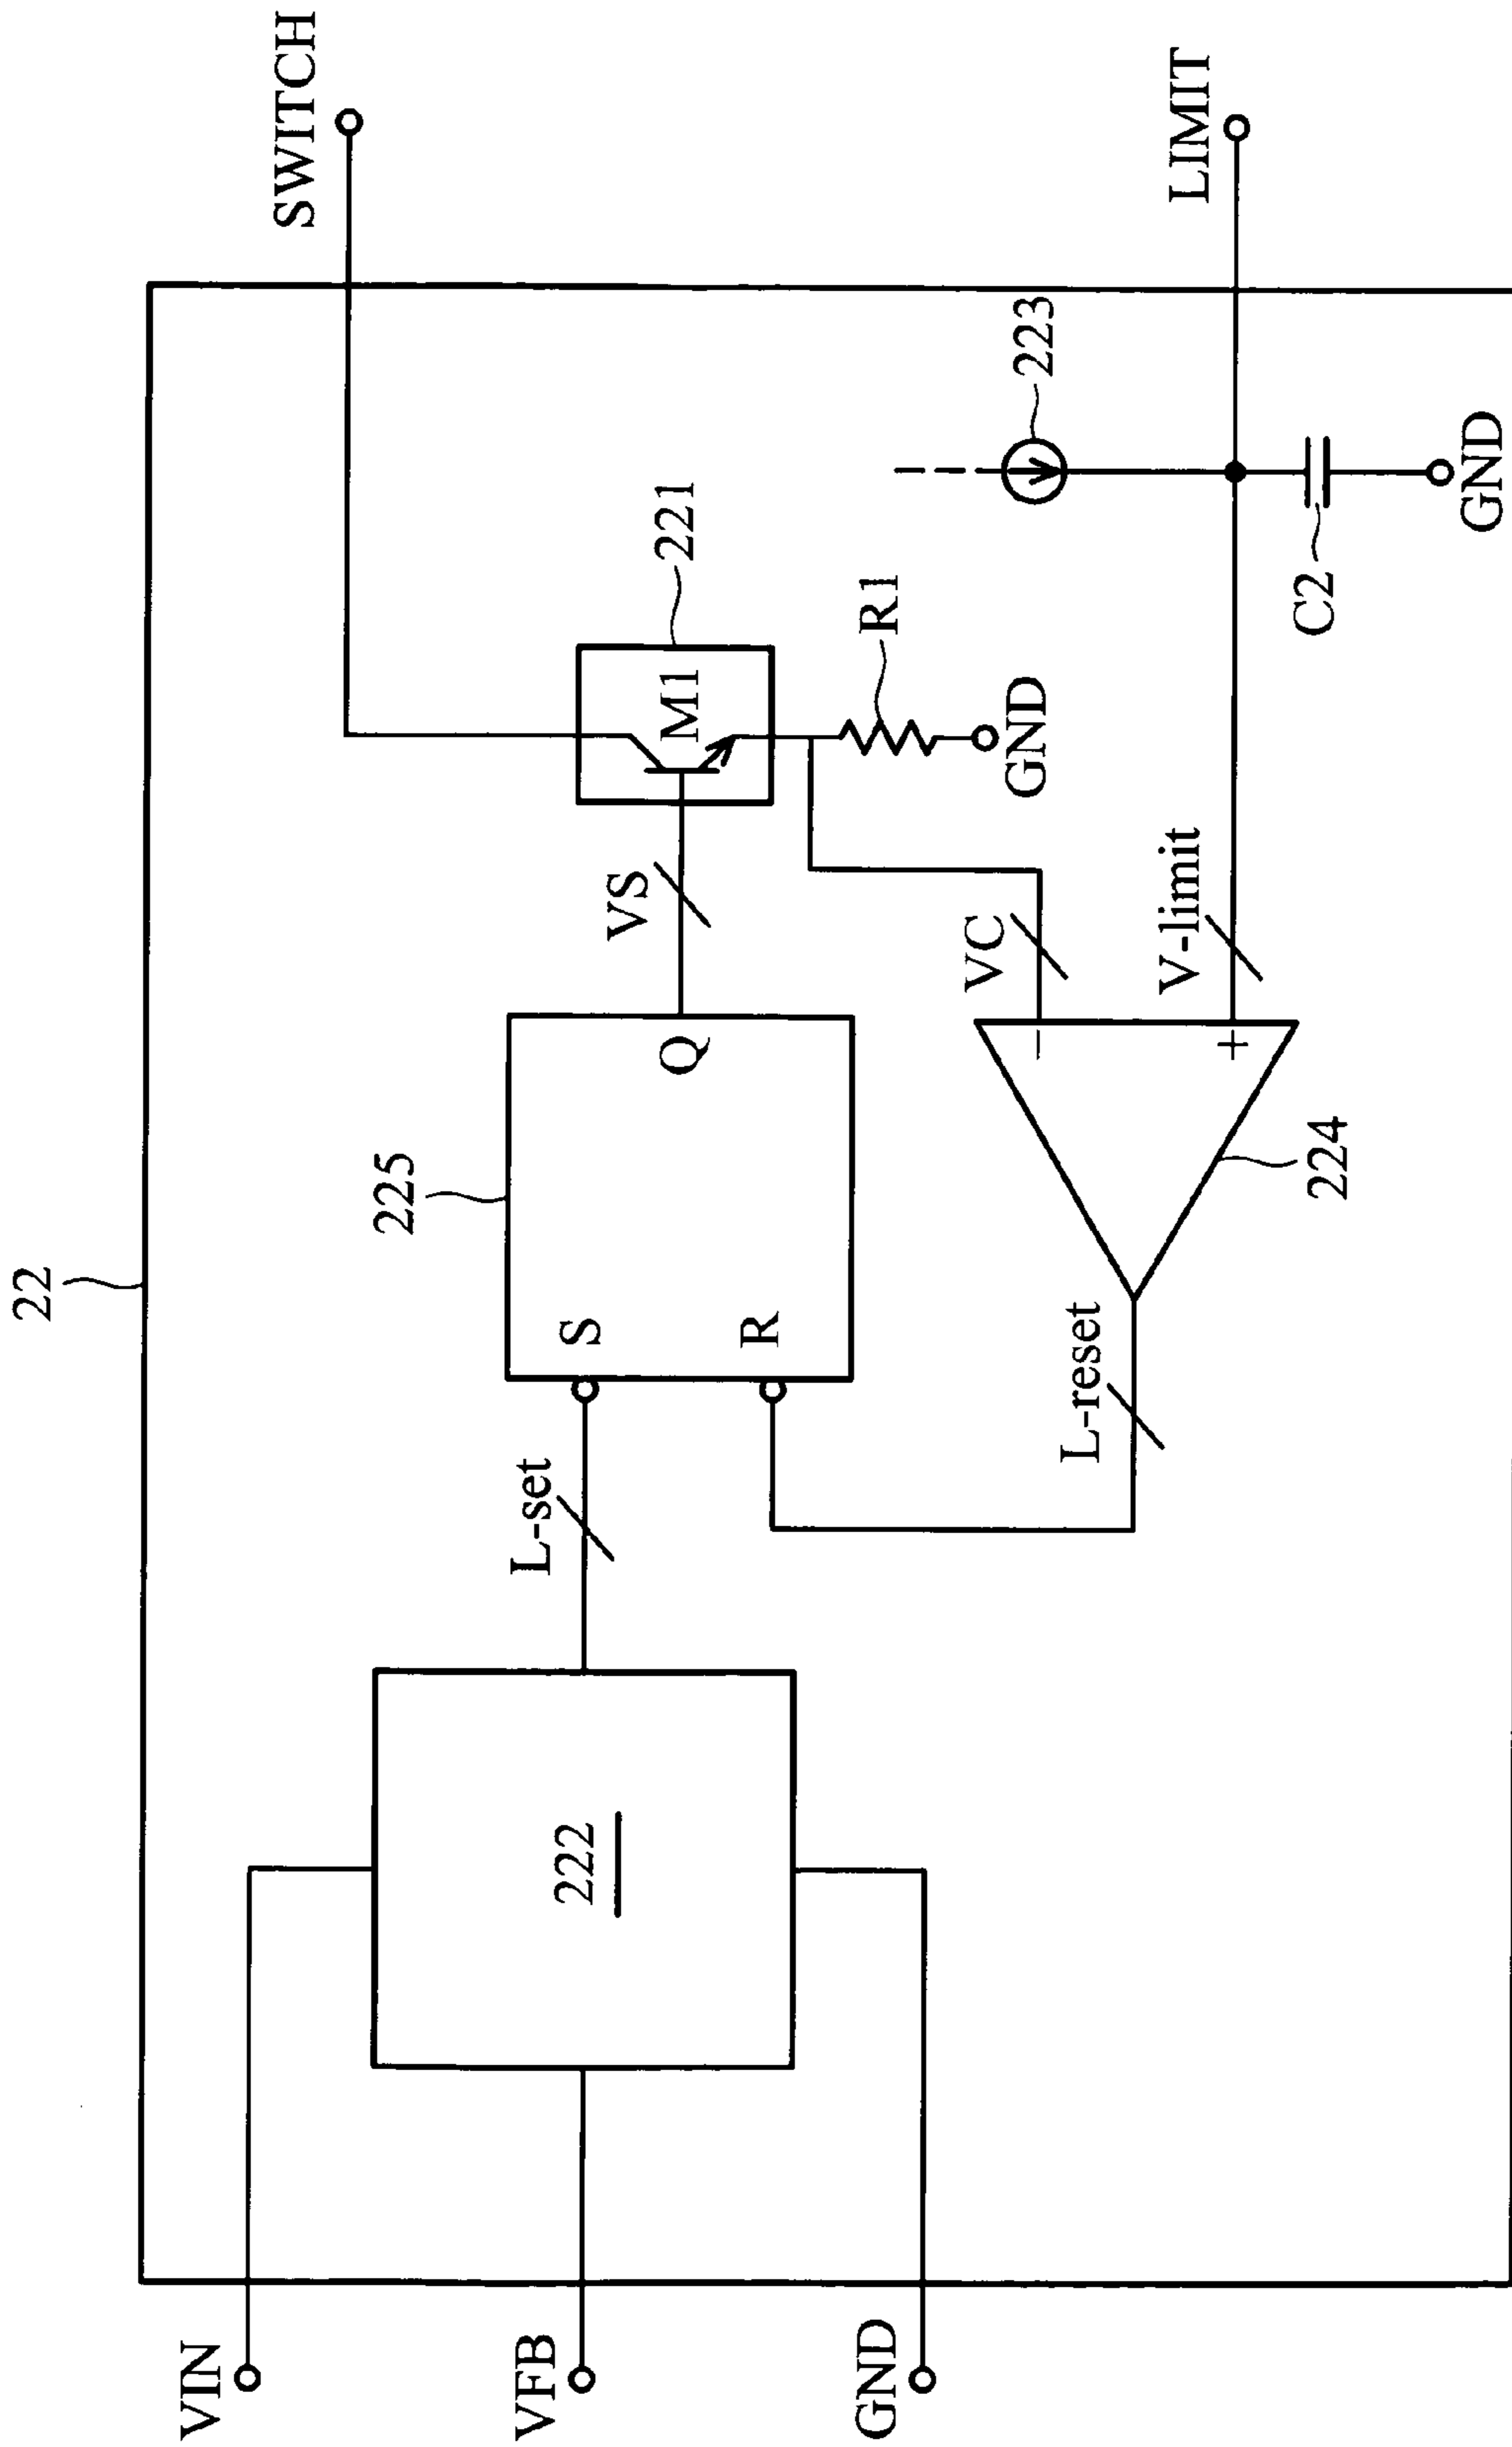 22
SWITCH
VIN
VFB
GND
222
L-set
225
S
R
Q
VS
221
M1
R1
GND
223
VC
V-limit
LIMIT
L-reset
−
+
224
C2
GND